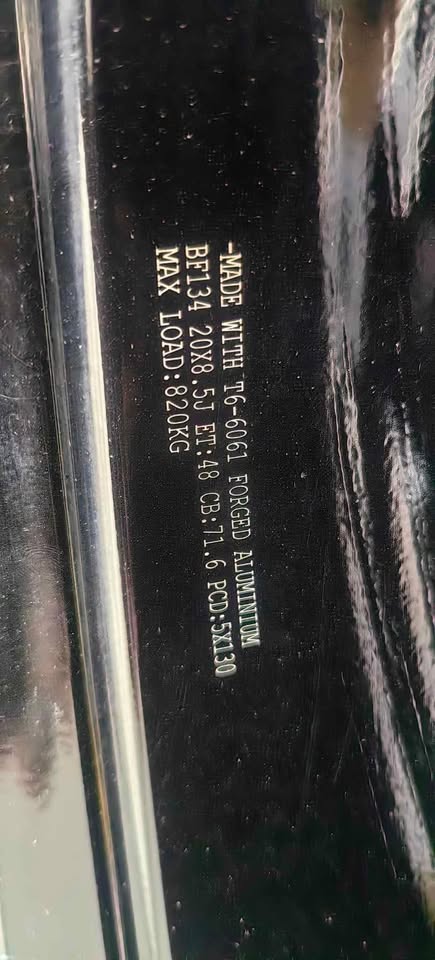 -MADE WITH T6-6061 FORGED ALUMINIUM
BF134 20X8.5J ET:48 CB:71.6 PCD:5X130
MAX LOAD:820KG